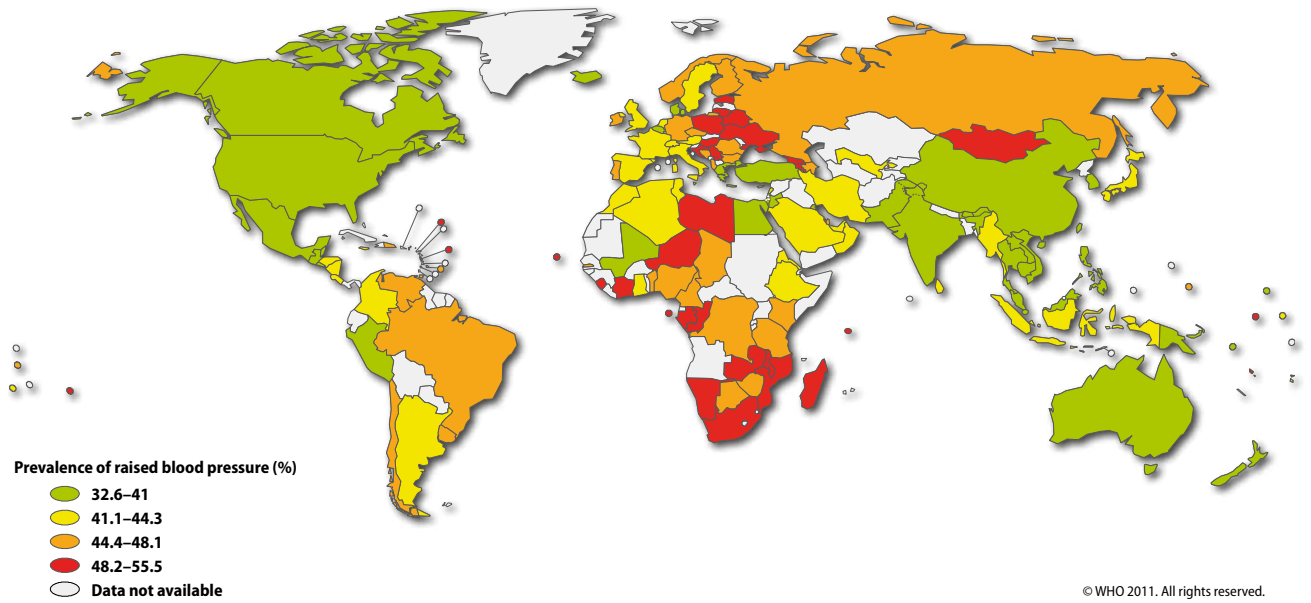 Prevalence of raised blood pressure (%)
32.6–41
41.1–44.3
44.4–48.1
48.2–55.5
Data not available
© WHO 2011. All rights reserved.